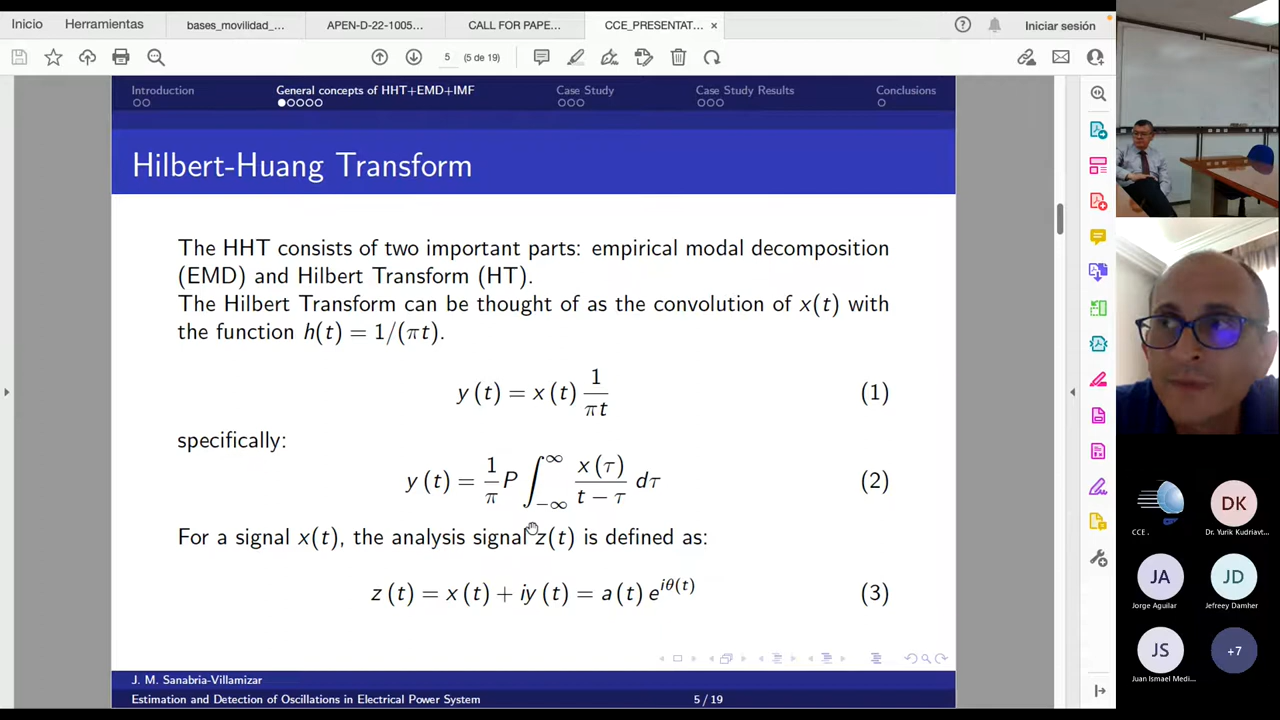 Inicio Herramientas bases_movilidad_... APEN-D-22-1005... CALL FOR PAPE... CCE_PRESENTAT... × Iniciar sesión
5 (5 de 19)
Introduction General concepts of HHT+EMD+IMF Case Study Case Study Results Conclusions
Hilbert-Huang Transform
The HHT consists of two important parts: empirical modal decomposition
(EMD) and Hilbert Transform (HT).
The Hilbert Transform can be thought of as the convolution of x(t) with
the function h(t) = 1/(πt).
y (t) = x (t) 1/πt (1)
specifically:
y (t) = 1/π P ∫_{-∞}^{∞} x(τ)/(t − τ) dτ (2)
For a signal x(t), the analysis signal z(t) is defined as:
z (t) = x (t) + iy (t) = a (t) e^{iθ(t)} (3)
J. M. Sanabria-Villamizar
Estimation and Detection of Oscillations in Electrical Power System 5 / 19
CCE . DK Dr. Yurik Kudriavt...
JA JD
Jorge Aguilar Jefreey Damher
JS +7
Juan Ismael Medi...